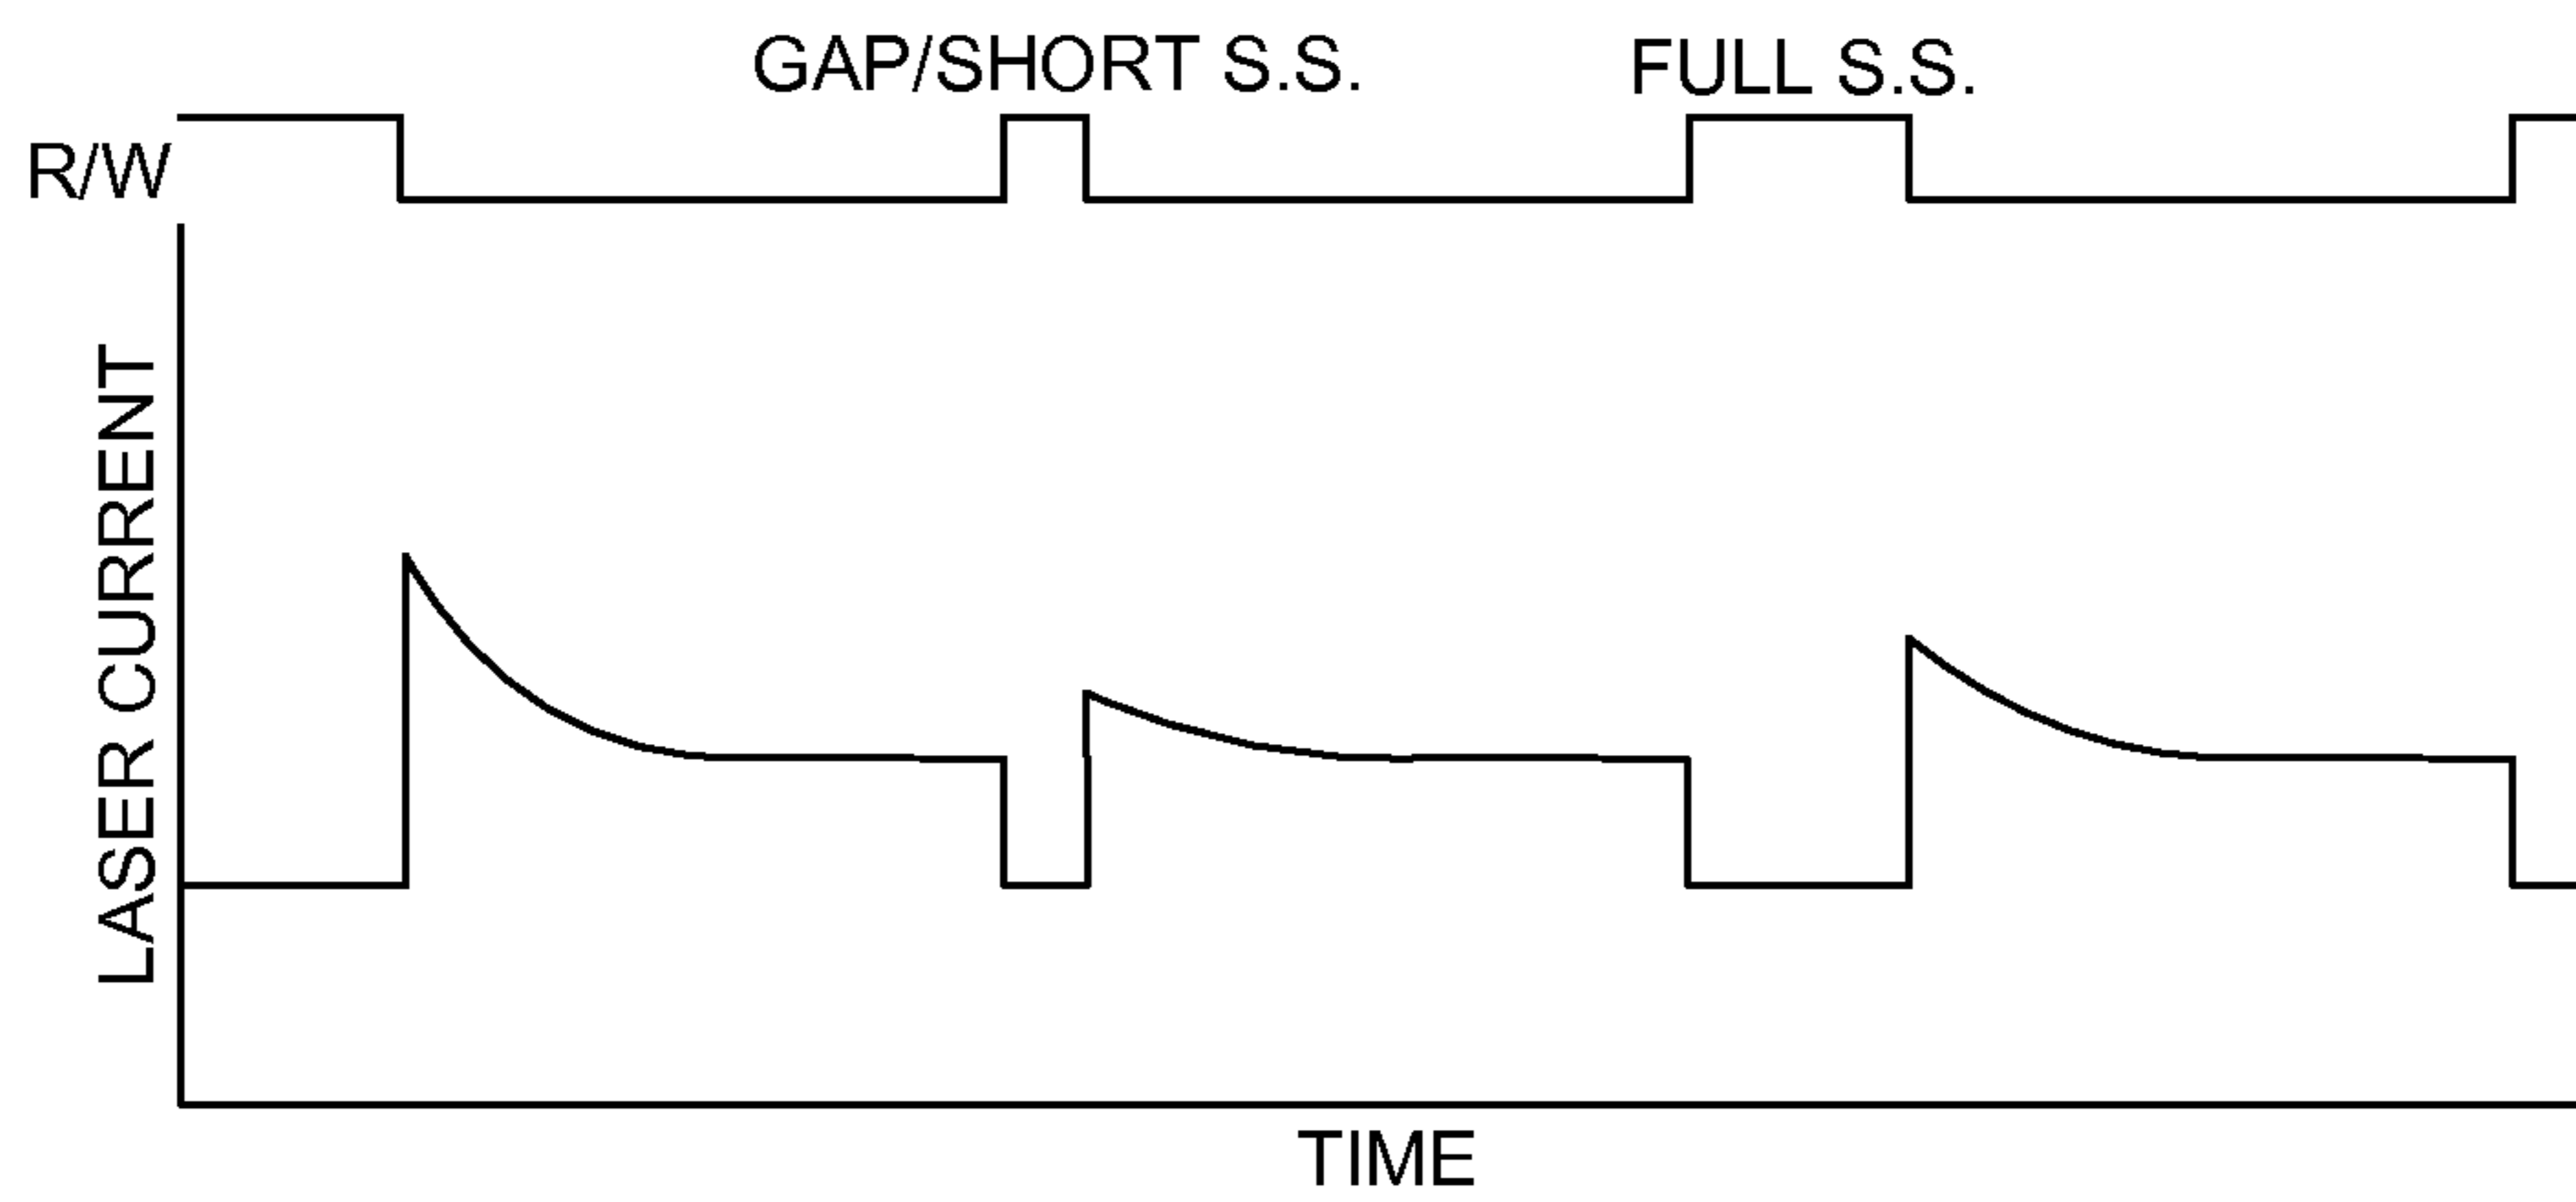 GAP/SHORT S.S.
FULL S.S.
R/W
LASER CURRENT
TIME